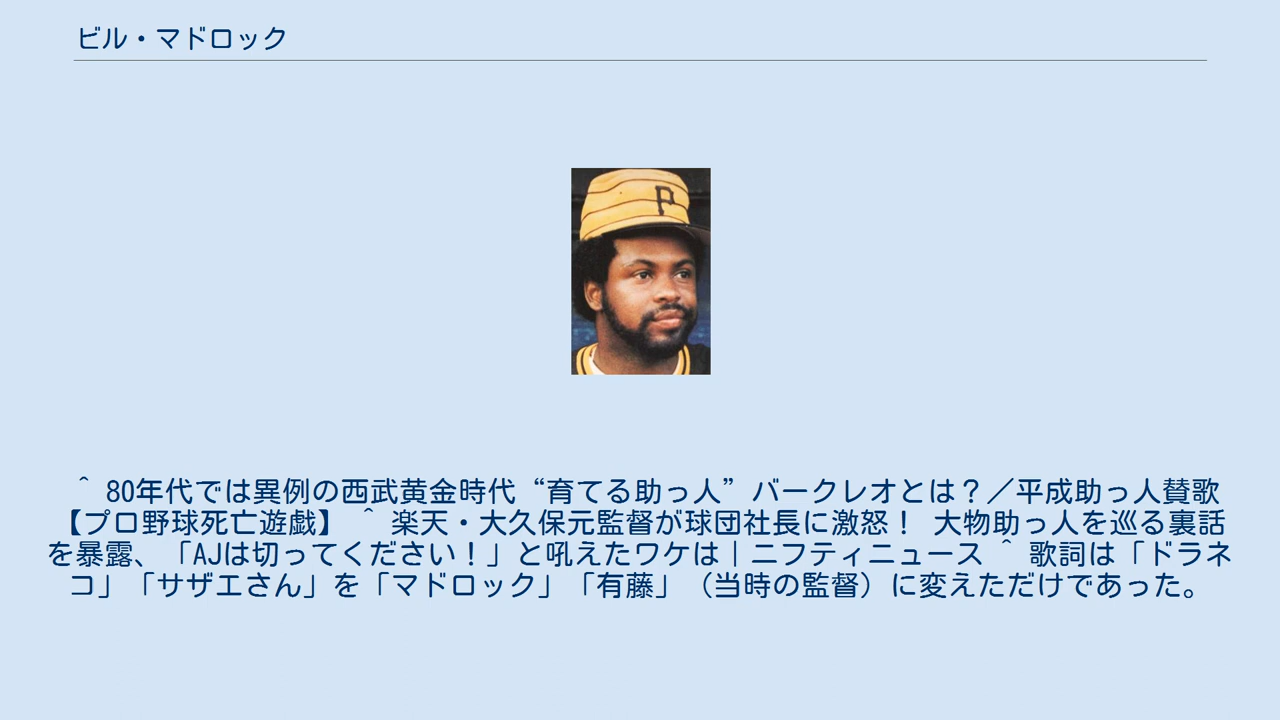 ビル・マドロック
P
＾ 80年代では異例の西武黄金時代“育てる助っ人”バークレオとは？／平成助っ人賛歌
【プロ野球死亡遊戯】 ＾ 楽天・大久保元監督が球団社長に激怒！ 大物助っ人を巡る裏話
を暴露、「AJは切ってください！」と吼えたワケは｜ニフティニュース ＾ 歌詞は「ドラネ
コ」「サザエさん」を「マドロック」「有藤」（当時の監督）に変えただけであった。